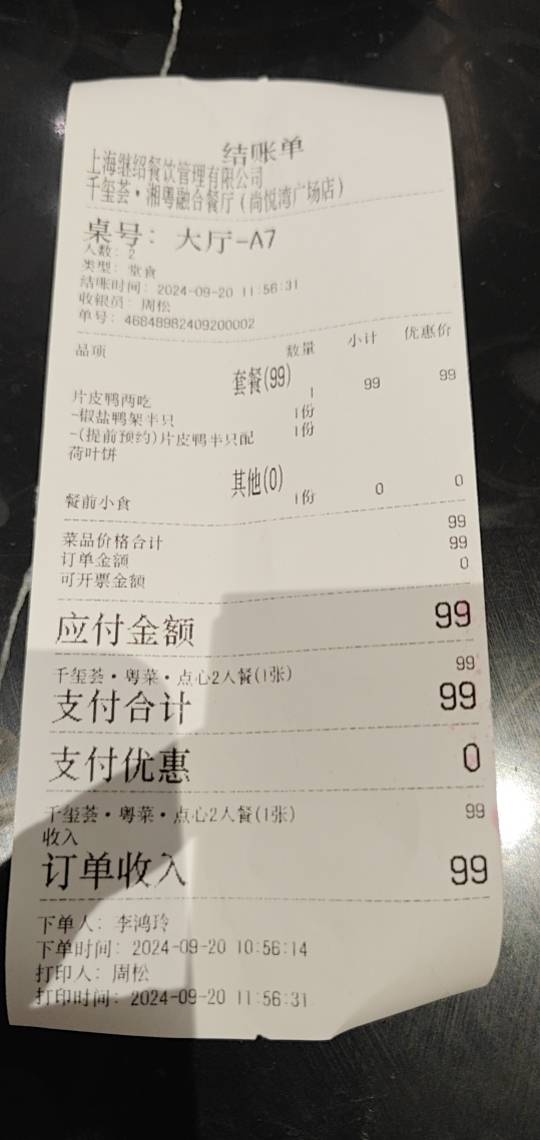 结账单
上海继绍餐饮管理有限公司
千玺荟·湘粤融合餐厅(尚悦湾广场店)
桌号: 大厅-A7
人数: 2
类型: 堂食
结账时间: 2024-09-20 11:56:31
收银员: 周松
单号: 46848982409200002
品项 数量 小计 优惠价
套餐(99)
片皮鸭两吃 1 99 99
-椒盐鸭架半只 1份
-(提前预约)片皮鸭半只配荷叶饼 1份
其他(0)
餐前小食 1份 0 0
菜品价格合计 99
订单金额 99
可开票金额 0
应付金额 99
千玺荟·粤菜·点心2人餐(1张) 99
支付合计 99
支付优惠 0
千玺荟·粤菜·点心2人餐(1张) 99
收入
订单收入 99
下单人: 李鸿玲
下单时间: 2024-09-20 10:56:14
打印人: 周松
打印时间: 2024-09-20 11:56:31